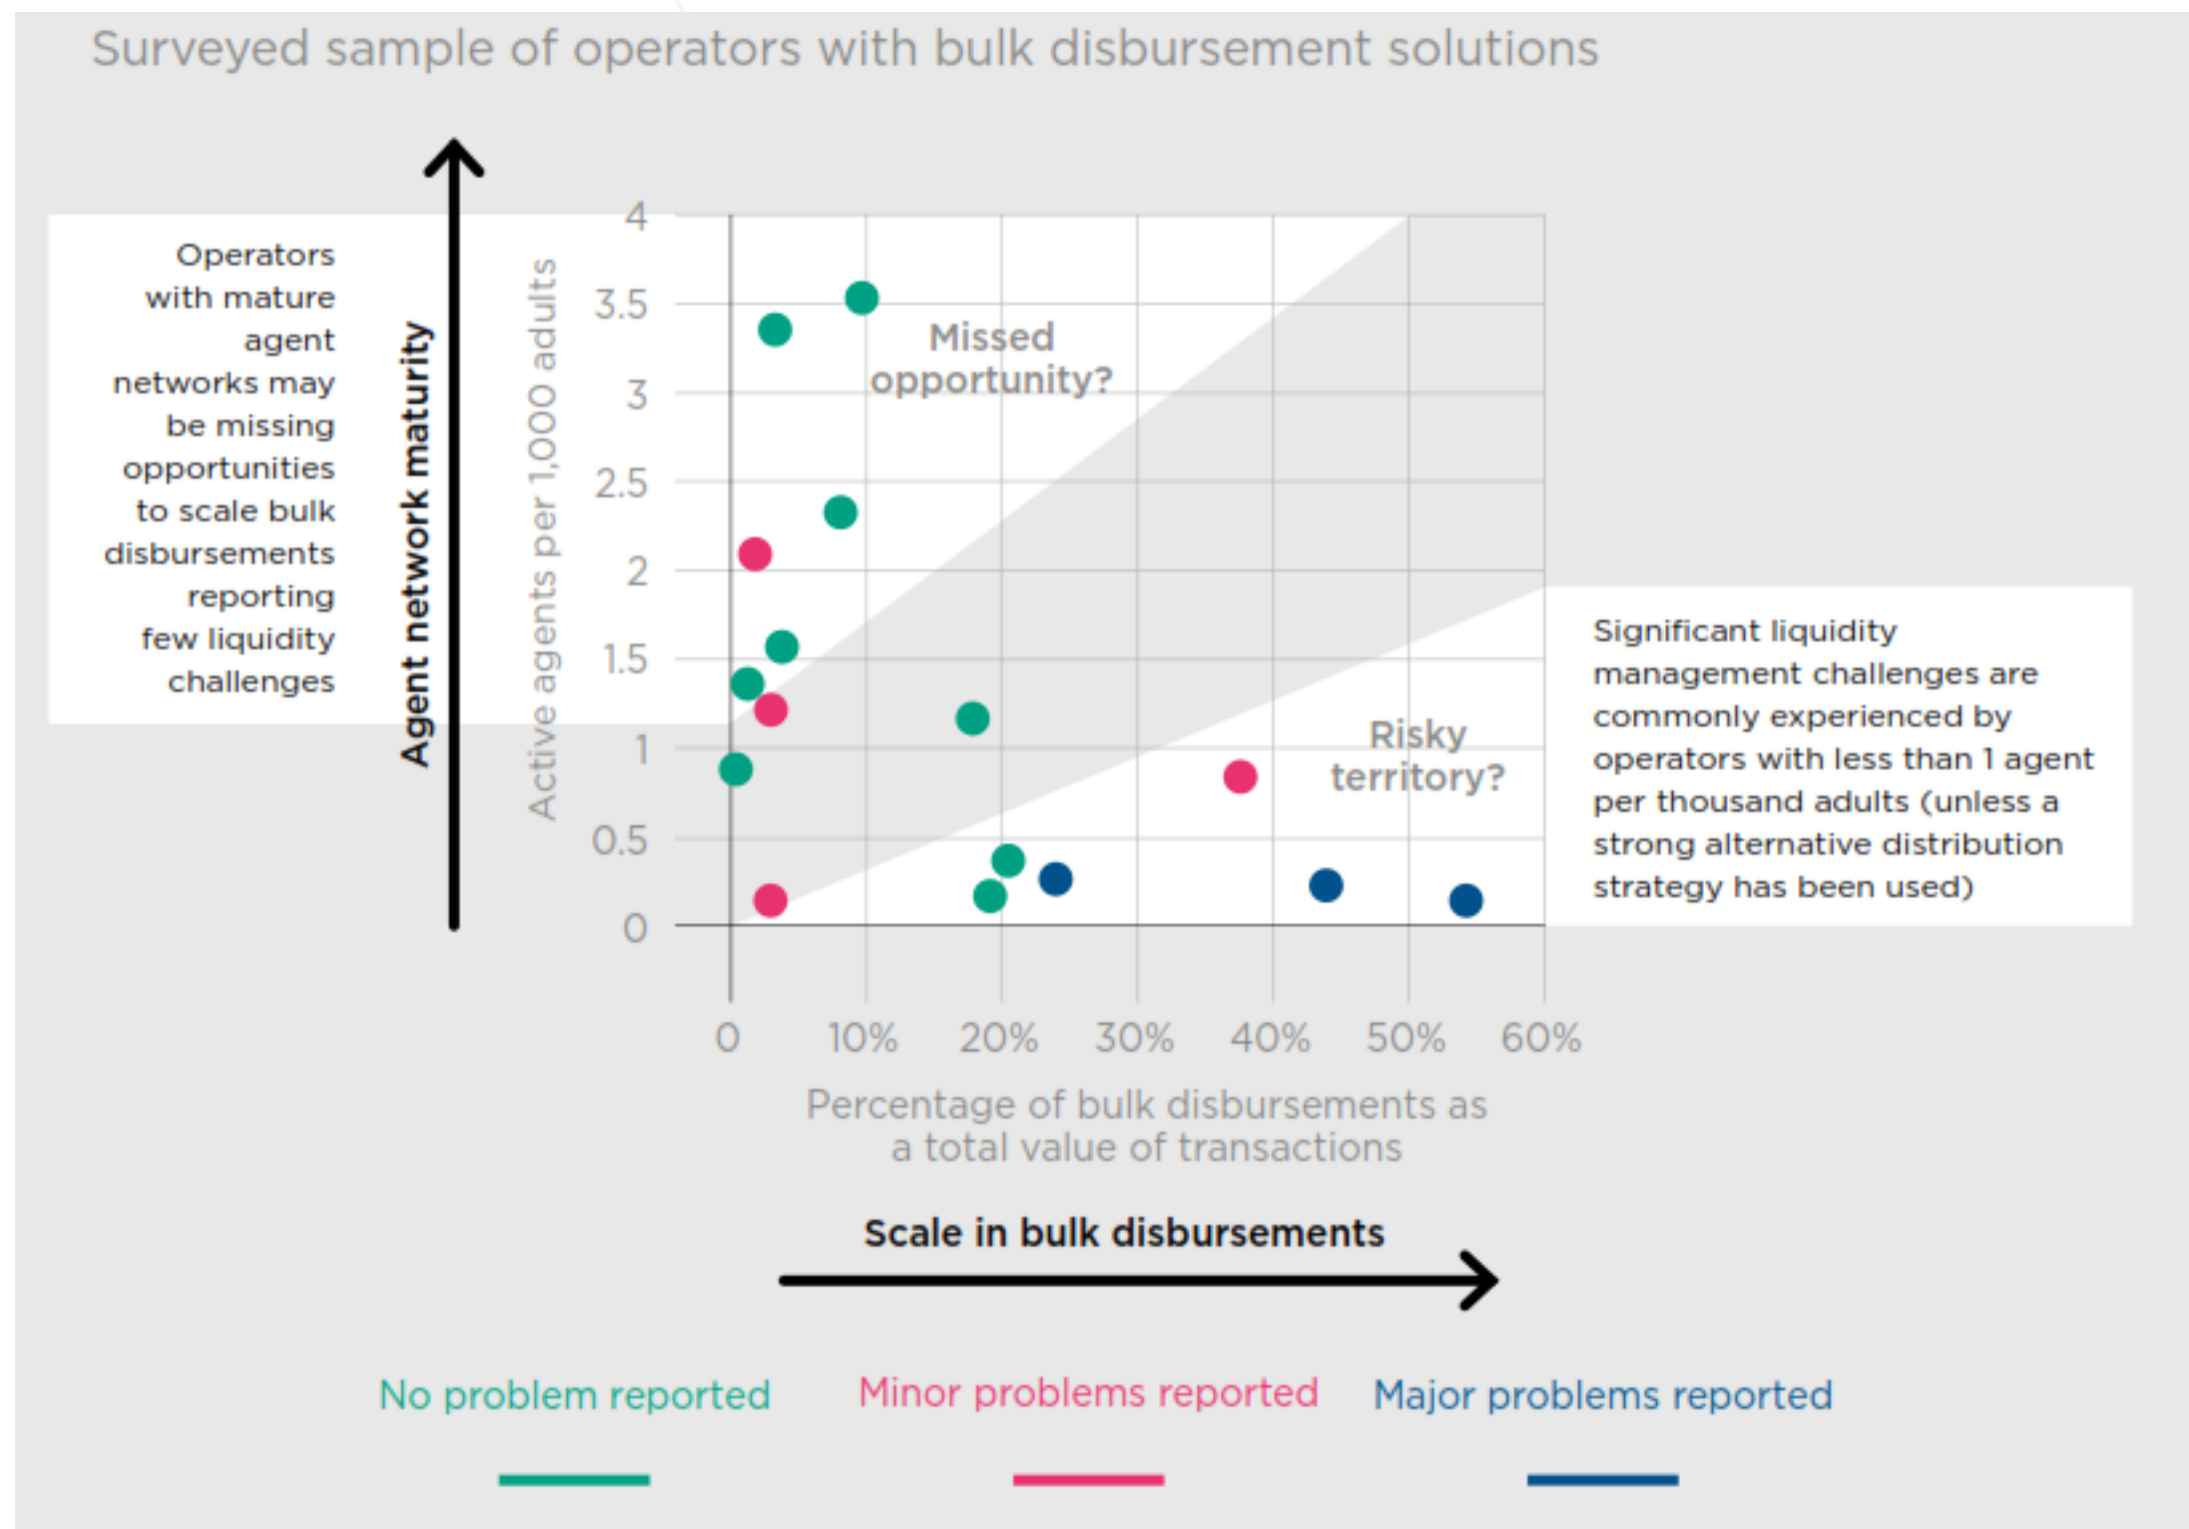 Surveyed sample of operators with bulk disbursement solutions
Operators
with mature
agent
networks may
be missing
opportunities
to scale bulk
disbursements
reporting
few liquidity
challenges
Agent network maturity
Active agents per 1,000 adults
4
3.5
3
2.5
2
1.5
1
0.5
0
Missed
opportunity?
Risky
territory?
Significant liquidity
management challenges are
commonly experienced by
operators with less than 1 agent
per thousand adults (unless a
strong alternative distribution
strategy has been used)
0 10% 20% 30% 40% 50% 60%
Percentage of bulk disbursements as
a total value of transactions
Scale in bulk disbursements
No problem reported Minor problems reported Major problems reported